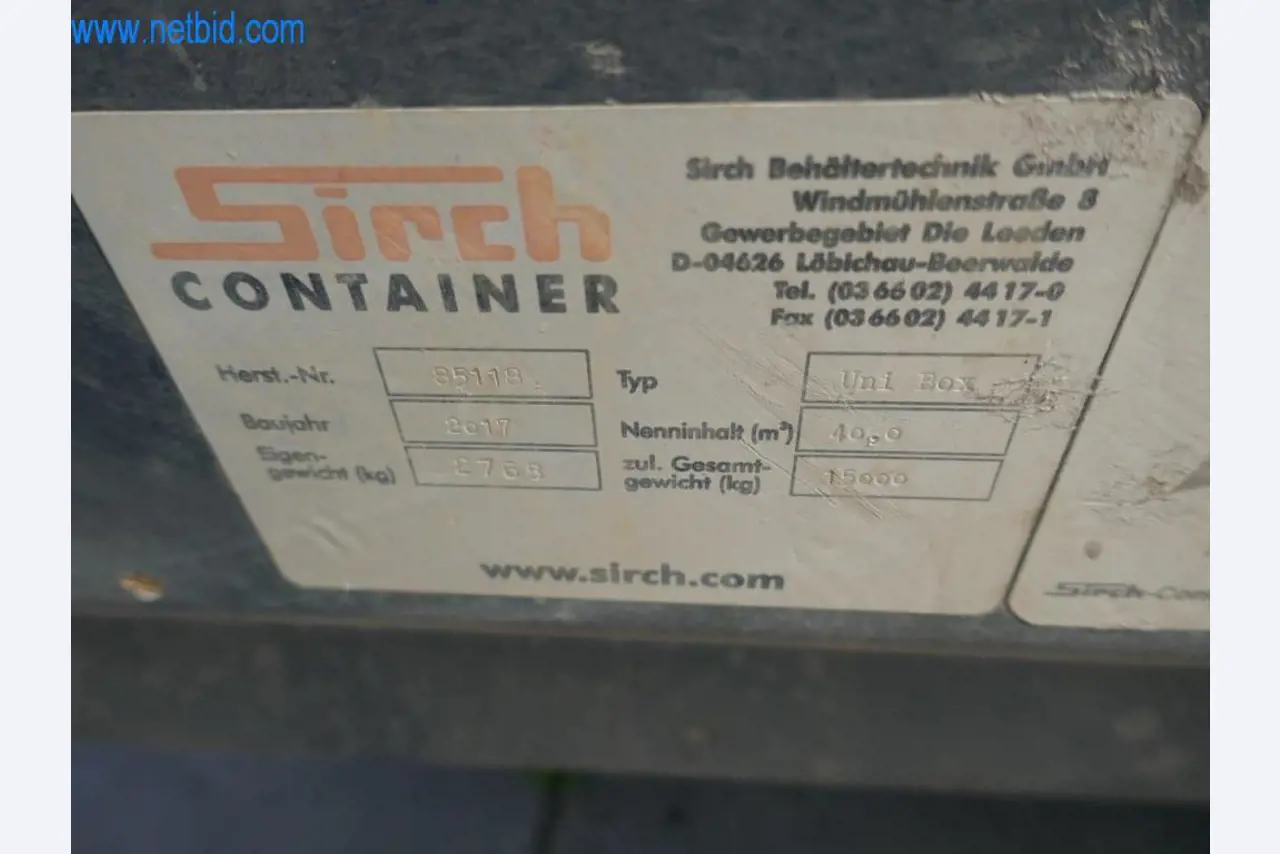 www.netbid.com
Sirch
CONTAINER
Sirch Behältertechnik GmbH
Windmühlenstraße 8
Gewerbegebiet Die Leeden
D-04626 Löbichau-Beerwalde
Tel. (03 66 02) 44 17-0
Fax (03 66 02) 44 17-1
Herst.-Nr. 85118 Typ Uni Box
Baujahr 2017 Nenninhalt (m³) 40,0
Eigen-
gewicht (kg) 2768
zul. Gesamt-
gewicht (kg) 15000
www.sirch.com
Sirch-Con